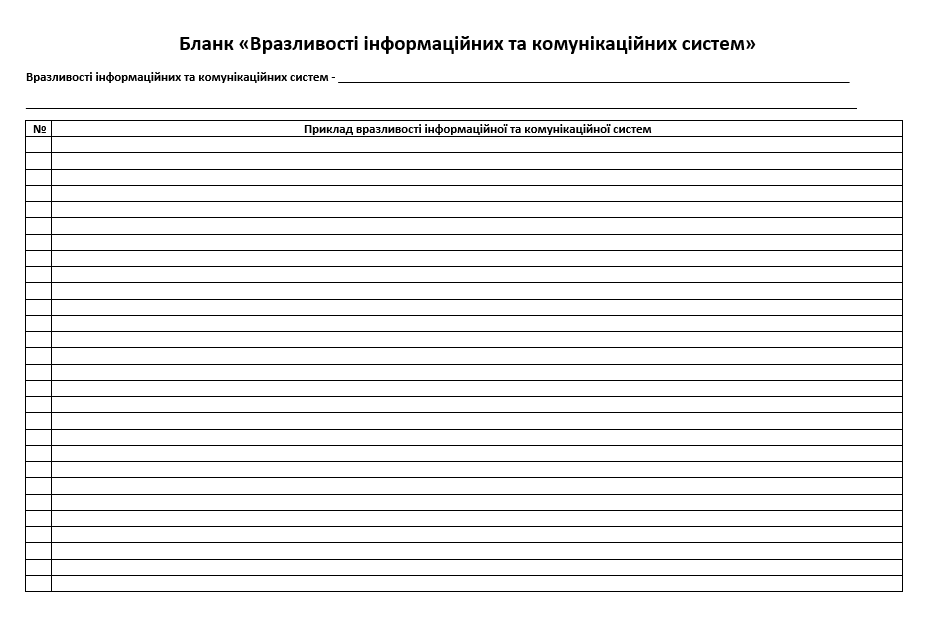 Бланк «Вразливості інформаційних та комунікаційних систем»
Вразливості інформаційних та комунікаційних систем - 
№ Приклад вразливості інформаційної та комунікаційної систем